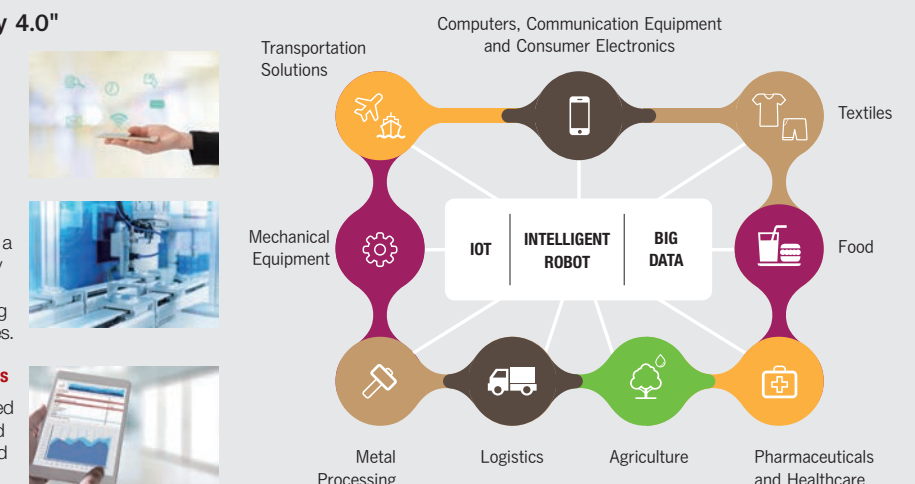 y 4.0"
a
y
g
s.
s
ed
d
d
Computers, Communication Equipment
and Consumer Electronics
Transportation
Solutions
Textiles
Mechanical
Equipment
IOT
INTELLIGENT
ROBOT
BIG
DATA
Food
Metal
Processing
Logistics
Agriculture
Pharmaceuticals
and Healthcare